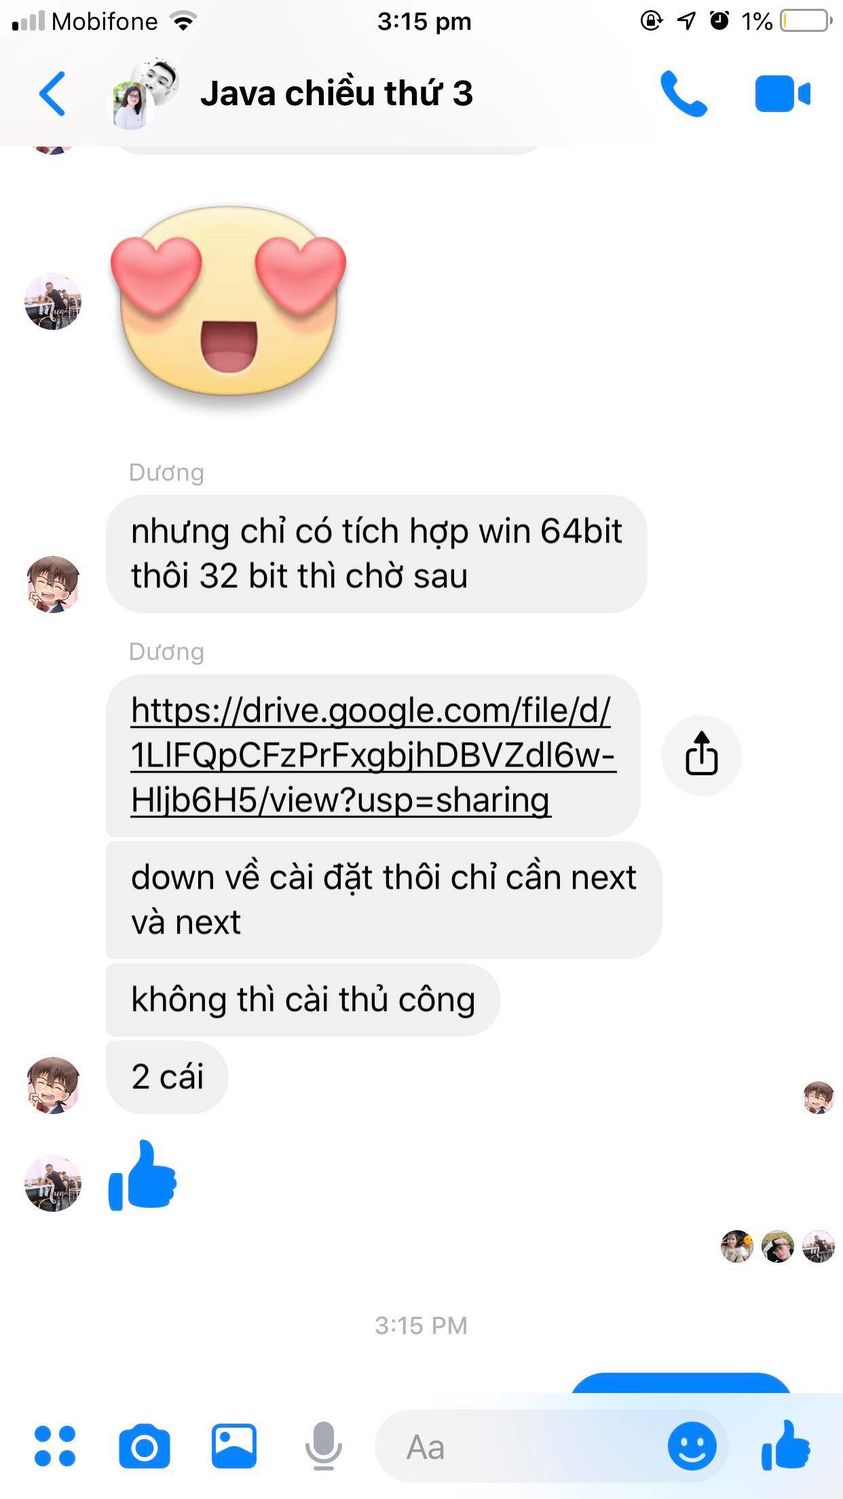 Mobifone
3:15 pm
1%
Java chiều thứ 3
Dương
nhưng chỉ có tích hợp win 64bit
thôi 32 bit thì chờ sau
Dương
https://drive.google.com/file/d/
1LlFQpCFzPrFxgbjhDBVZdl6w-
Hljb6H5/view?usp=sharing
down về cài đặt thôi chỉ cần next
và next
không thì cài thủ công
2 cái
3:15 PM
Aa